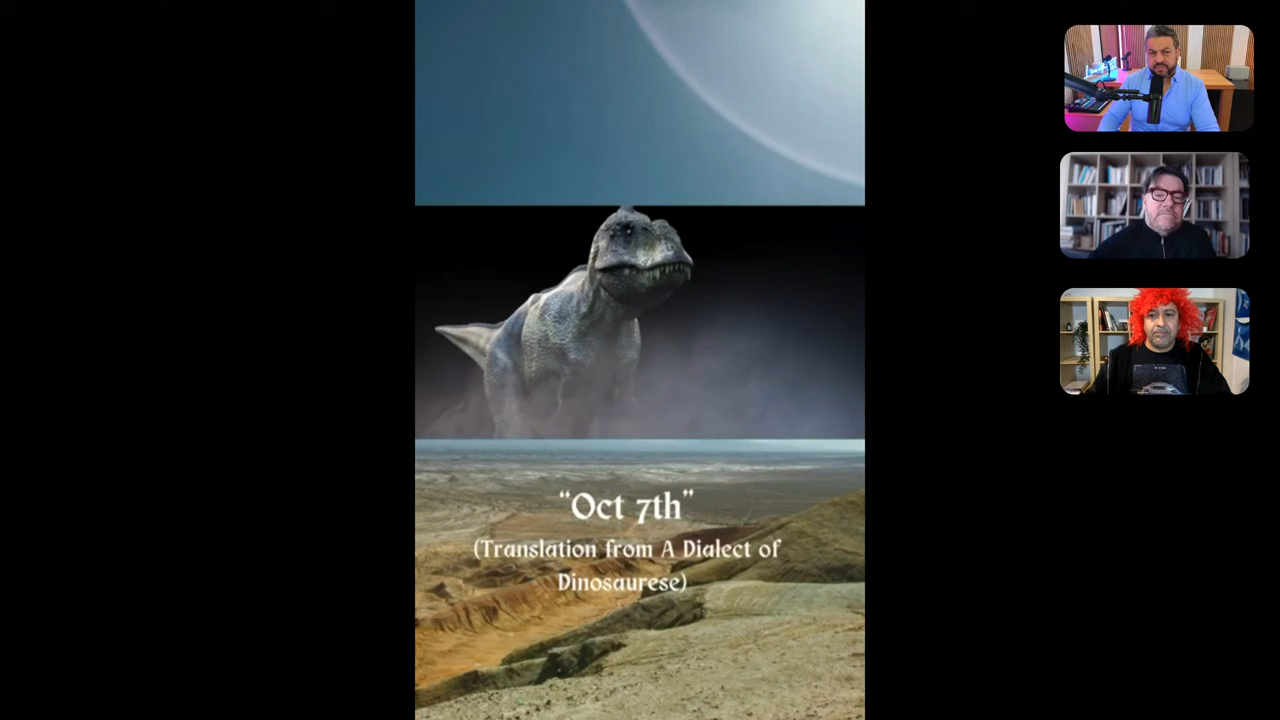 “Oct 7th”
(Translation from A Dialect of
Dinosaurese)